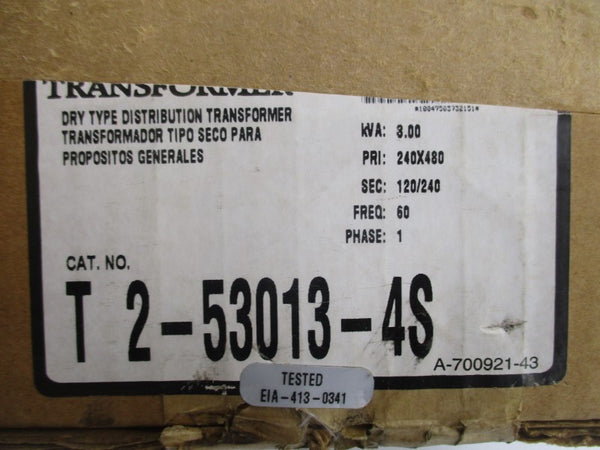 TRANSFORMER
DRY TYPE DISTRIBUTION TRANSFORMER
TRANSFORMADOR TIPO SECO PARA
PROPOSITOS GENERALES
kVA: 3.00
PRI: 240X480
SEC: 120/240
FREQ: 60
PHASE: 1
CAT. NO.
T 2-53013-4S
A-700921-43
TESTED
EIA-413-0341